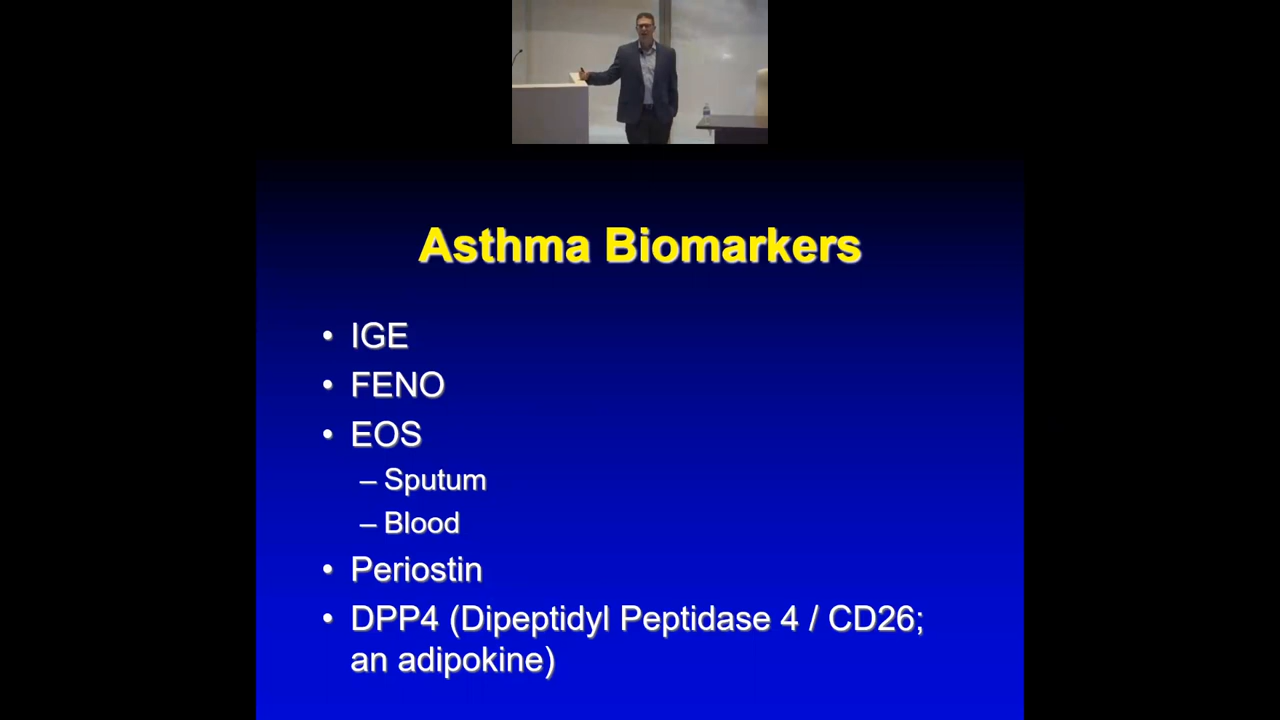 Asthma Biomarkers
• IGE
• FENO
• EOS
– Sputum
– Blood
• Periostin
• DPP4 (Dipeptidyl Peptidase 4 / CD26;
an adipokine)